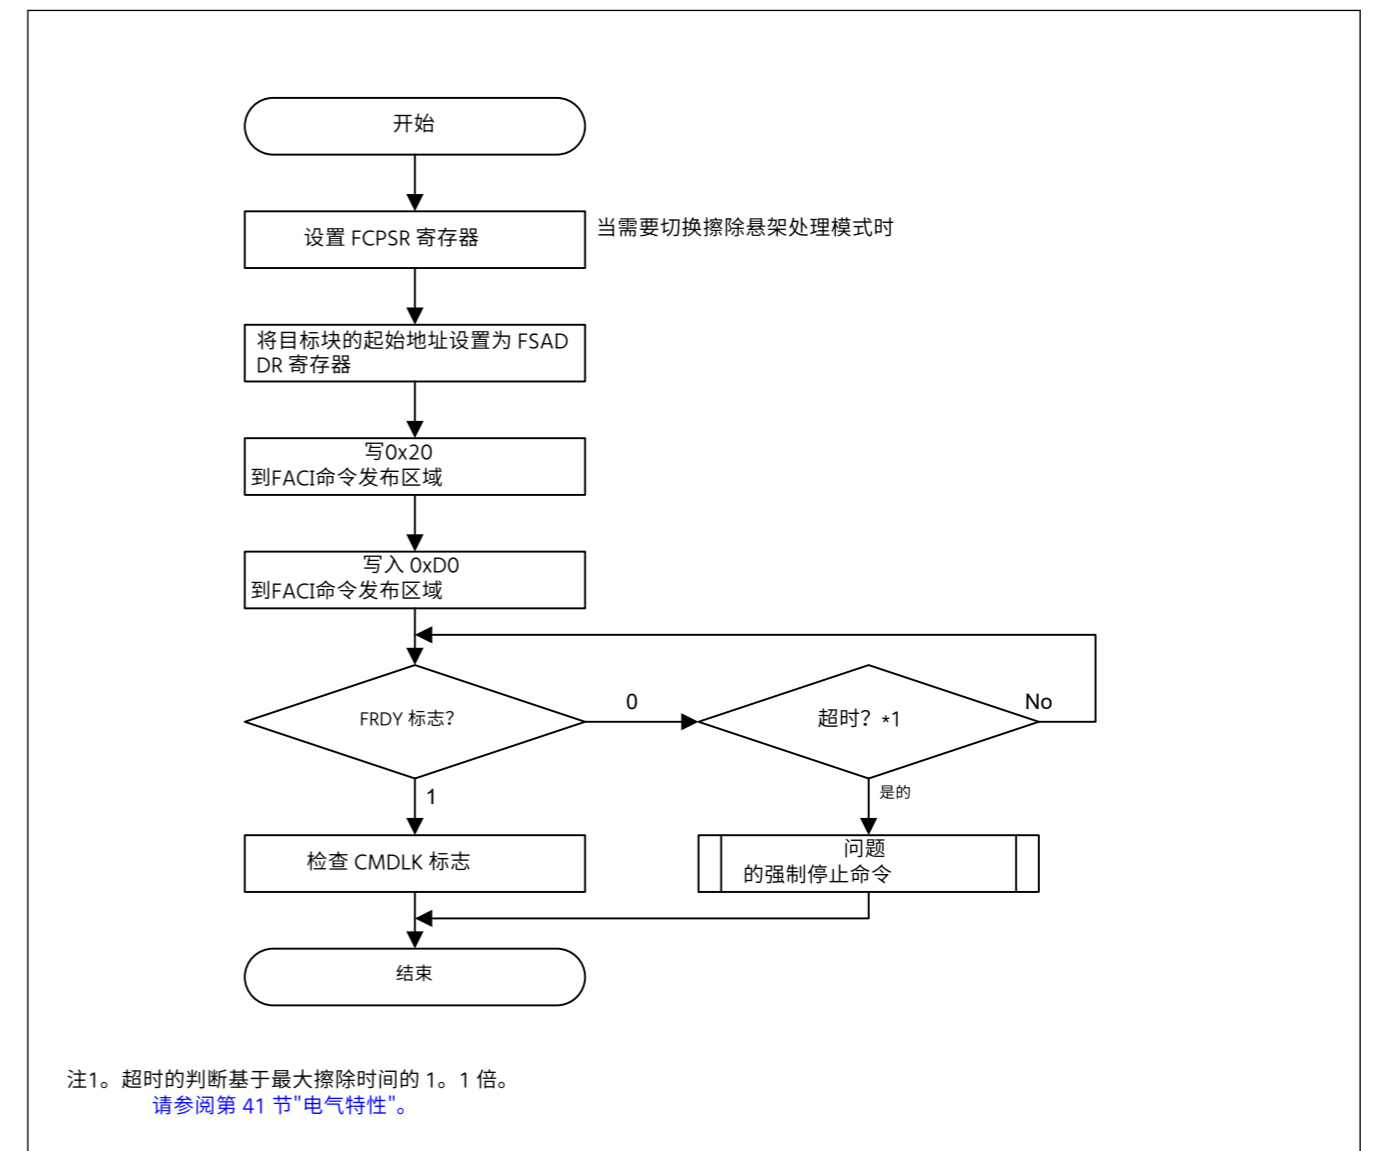 开始
设置 FCPSR 寄存器
当需要切换擦除悬架处理模式时
将目标块的起始地址设置为 FSAD
DR 寄存器
写0x20
到FACI命令发布区域
写入 0xD0
到FACI命令发布区域
FRDY 标志?
0
超时? *1
No
1
是的
检查 CMDLK 标志
问题
的强制停止命令
结束
注1。超时的判断基于最大擦除时间的 1。1 倍。
请参阅第 41 节"电气特性"。